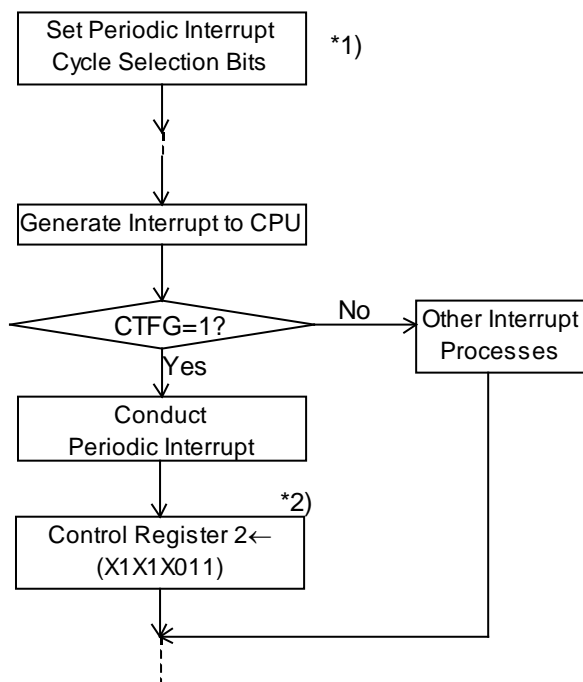 Set Periodic Interrupt
Cycle Selection Bits
*1)
Generate Interrupt to CPU
CTFG=1?
No
Other Interrupt
Processes
Yes
Conduct
Periodic Interrupt
*2)
Control Register 2←
(X1X1X011)